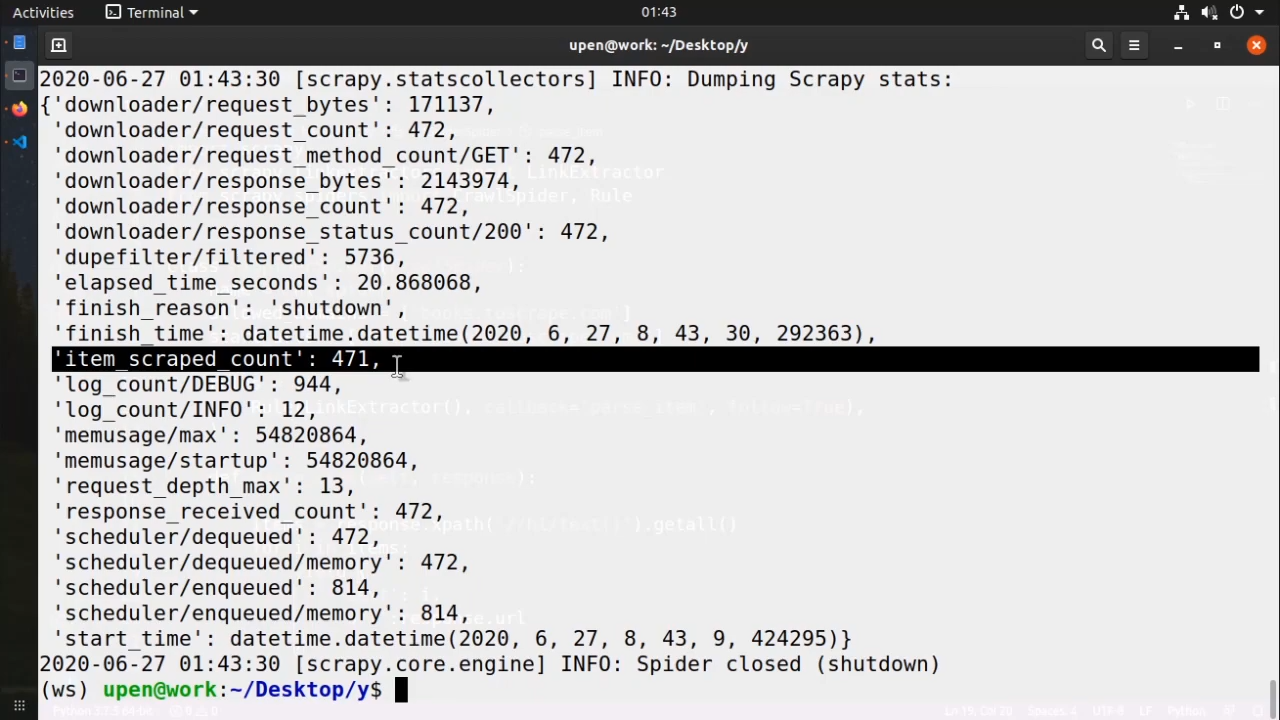 Activities
Terminal
01:43
upen@work: ~/Desktop/y
2020-06-27 01:43:30 [scrapy.statscollectors] INFO: Dumping Scrapy stats:
{'downloader/request_bytes': 171137,
'downloader/request_count': 472,
'downloader/request_method_count/GET': 472,
'downloader/response_bytes': 2143974,
'downloader/response_count': 472,
'downloader/response_status_count/200': 472,
'dupefilter/filtered': 5736,
'elapsed_time_seconds': 20.868068,
'finish_reason': 'shutdown',
'finish_time': datetime.datetime(2020, 6, 27, 8, 43, 30, 292363),
'item_scraped_count': 471,
'log_count/DEBUG': 944,
'log_count/INFO': 12,
'memusage/max': 54820864,
'memusage/startup': 54820864,
'request_depth_max': 13,
'response_received_count': 472,
'scheduler/dequeued': 472,
'scheduler/dequeued/memory': 472,
'scheduler/enqueued': 814,
'scheduler/enqueued/memory': 814,
'start_time': datetime.datetime(2020, 6, 27, 8, 43, 9, 424295)}
2020-06-27 01:43:30 [scrapy.core.engine] INFO: Spider closed (shutdown)
(ws) upen@work:~/Desktop/y$